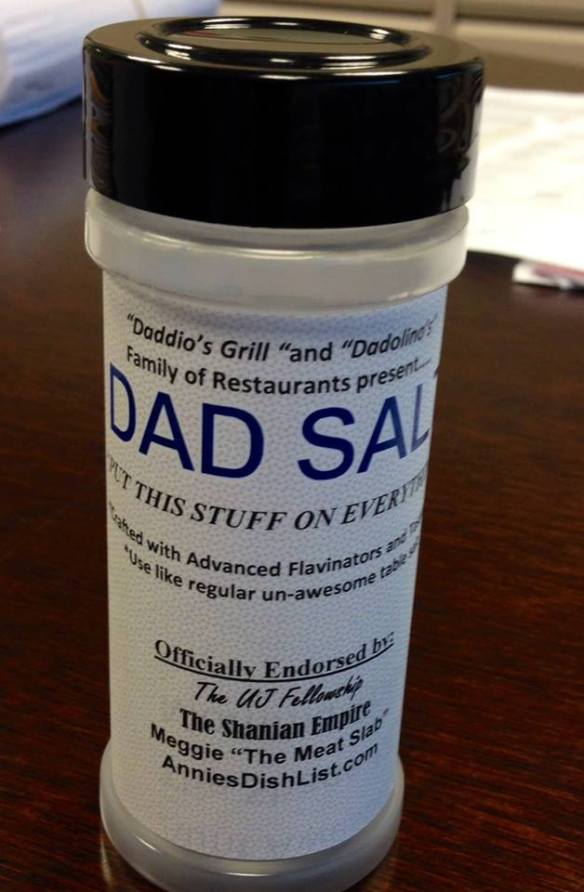 "Daddio's Grill "and "Dadolino's"
Family of Restaurants present....
DAD SAL
PUT THIS STUFF ON EVERYTH
*Crafted with Advanced Flavinators and
*Use like regular un-awesome table
Officially Endorsed by:
The UJ Fellowship
The Shanian Empire
Meggie "The Meat Slab"
AnniesDishList.com